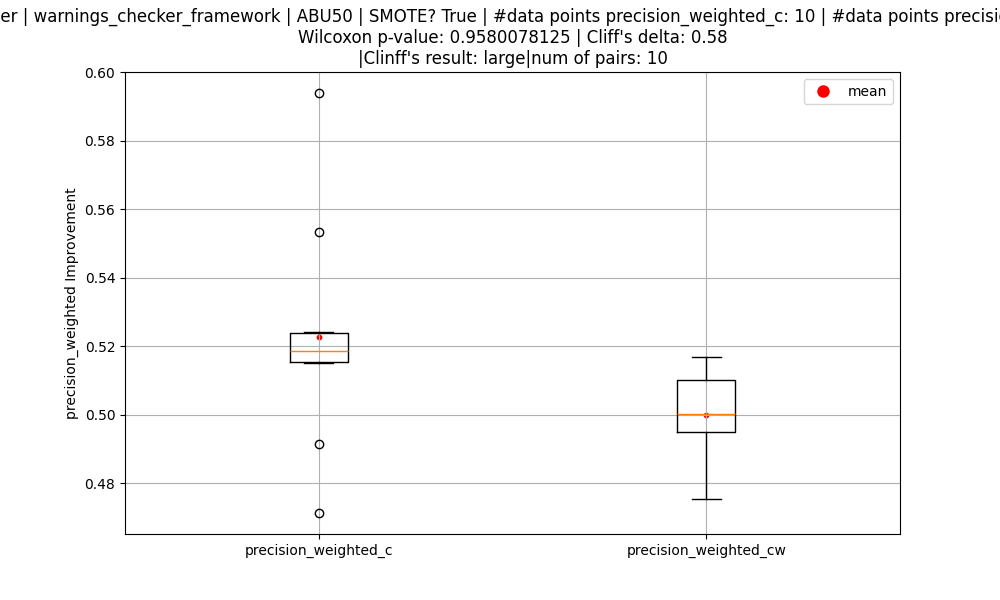 er | warnings_checker_framework | ABU50 | SMOTE? True | #data points precision_weighted_c: 10 | #data points precisi
Wilcoxon p-value: 0.9580078125 | Cliff's delta: 0.58
|Clinff's result: large|num of pairs: 10
mean
0.60
0.58
0.56
0.54
0.52
0.50
0.48
precision_weighted Improvement
precision_weighted_c
precision_weighted_cw